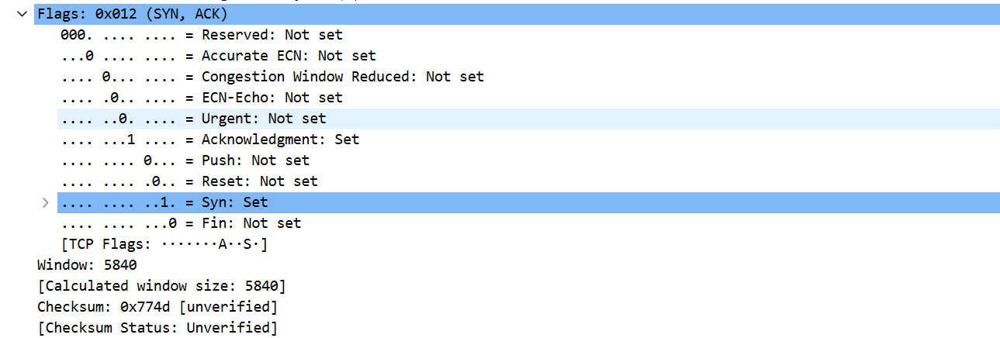 Flags: 0x012 (SYN, ACK)
000. .... .... = Reserved: Not set
...0 .... .... = Accurate ECN: Not set
.... 0... .... = Congestion Window Reduced: Not set
.... .0.. .... = ECN-Echo: Not set
.... ..0. .... = Urgent: Not set
.... ...1 .... = Acknowledgment: Set
.... .... 0... = Push: Not set
.... .... .0.. = Reset: Not set
.... .... ..1. = Syn: Set
.... .... ...0 = Fin: Not set
[TCP Flags: ·······A··S·]
Window: 5840
[Calculated window size: 5840]
Checksum: 0x774d [unverified]
[Checksum Status: Unverified]